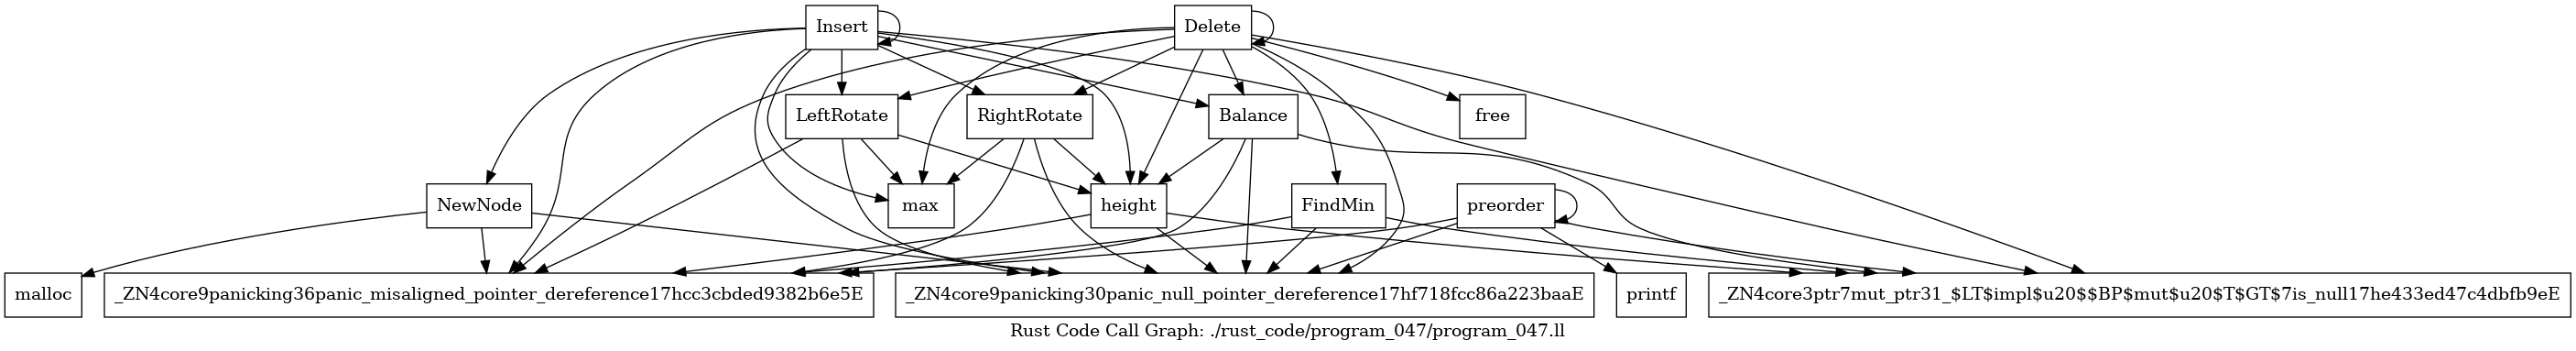 Insert
Delete
LeftRotate
RightRotate
Balance
free
NewNode
max
height
FindMin
preorder
malloc
_ZN4core9panicking36panic_misaligned_pointer_dereference17hcc3cbded9382b6e5E
_ZN4core9panicking30panic_null_pointer_dereference17hf718fcc86a223baaE
printf
_ZN4core3ptr7mut_ptr31_$LT$impl$u20$$BP$mut$u20$T$GT$7is_null17he433ed47c4dbfb9eE
Rust Code Call Graph: ./rust_code/program_047/program_047.ll